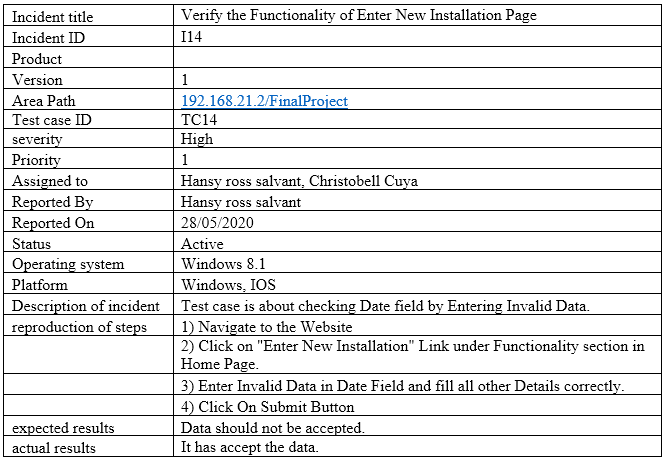 Incident title Verify the Functionality of Enter New Installation Page
Incident ID I14
Product
Version 1
Area Path 192.168.21.2/FinalProject
Test case ID TC14
severity High
Priority 1
Assigned to Hansy ross salvant, Christobell Cuya
Reported By Hansy ross salvant
Reported On 28/05/2020
Status Active
Operating system Windows 8.1
Platform Windows, IOS
Description of incident Test case is about checking Date field by Entering Invalid Data.
reproduction of steps 1) Navigate to the Website
2) Click on "Enter New Installation" Link under Functionality section in
Home Page.
3) Enter Invalid Data in Date Field and fill all other Details correctly.
4) Click On Submit Button
expected results Data should not be accepted.
actual results It has accept the data.